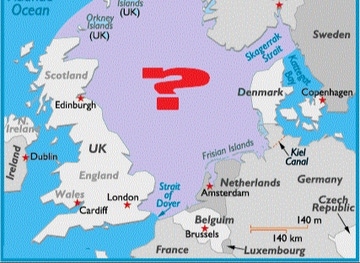 Ocean
Islands
(UK)
Orkney
Islands
(UK)
Skagerrak
Strait
Sweden
Kattegat
Bay
Scotland
Edinburgh
Denmark
Copenhagen
N.
Ireland
Ireland
Dublin
UK
England
Frisian Islands
Kiel
Canal
Wales
Cardiff
London
Strait
of
Dover
Netherlands
Amsterdam
Germany
Belguim
Brussels
Czech
Republic
140 m
140 km
France
Luxembourg
?